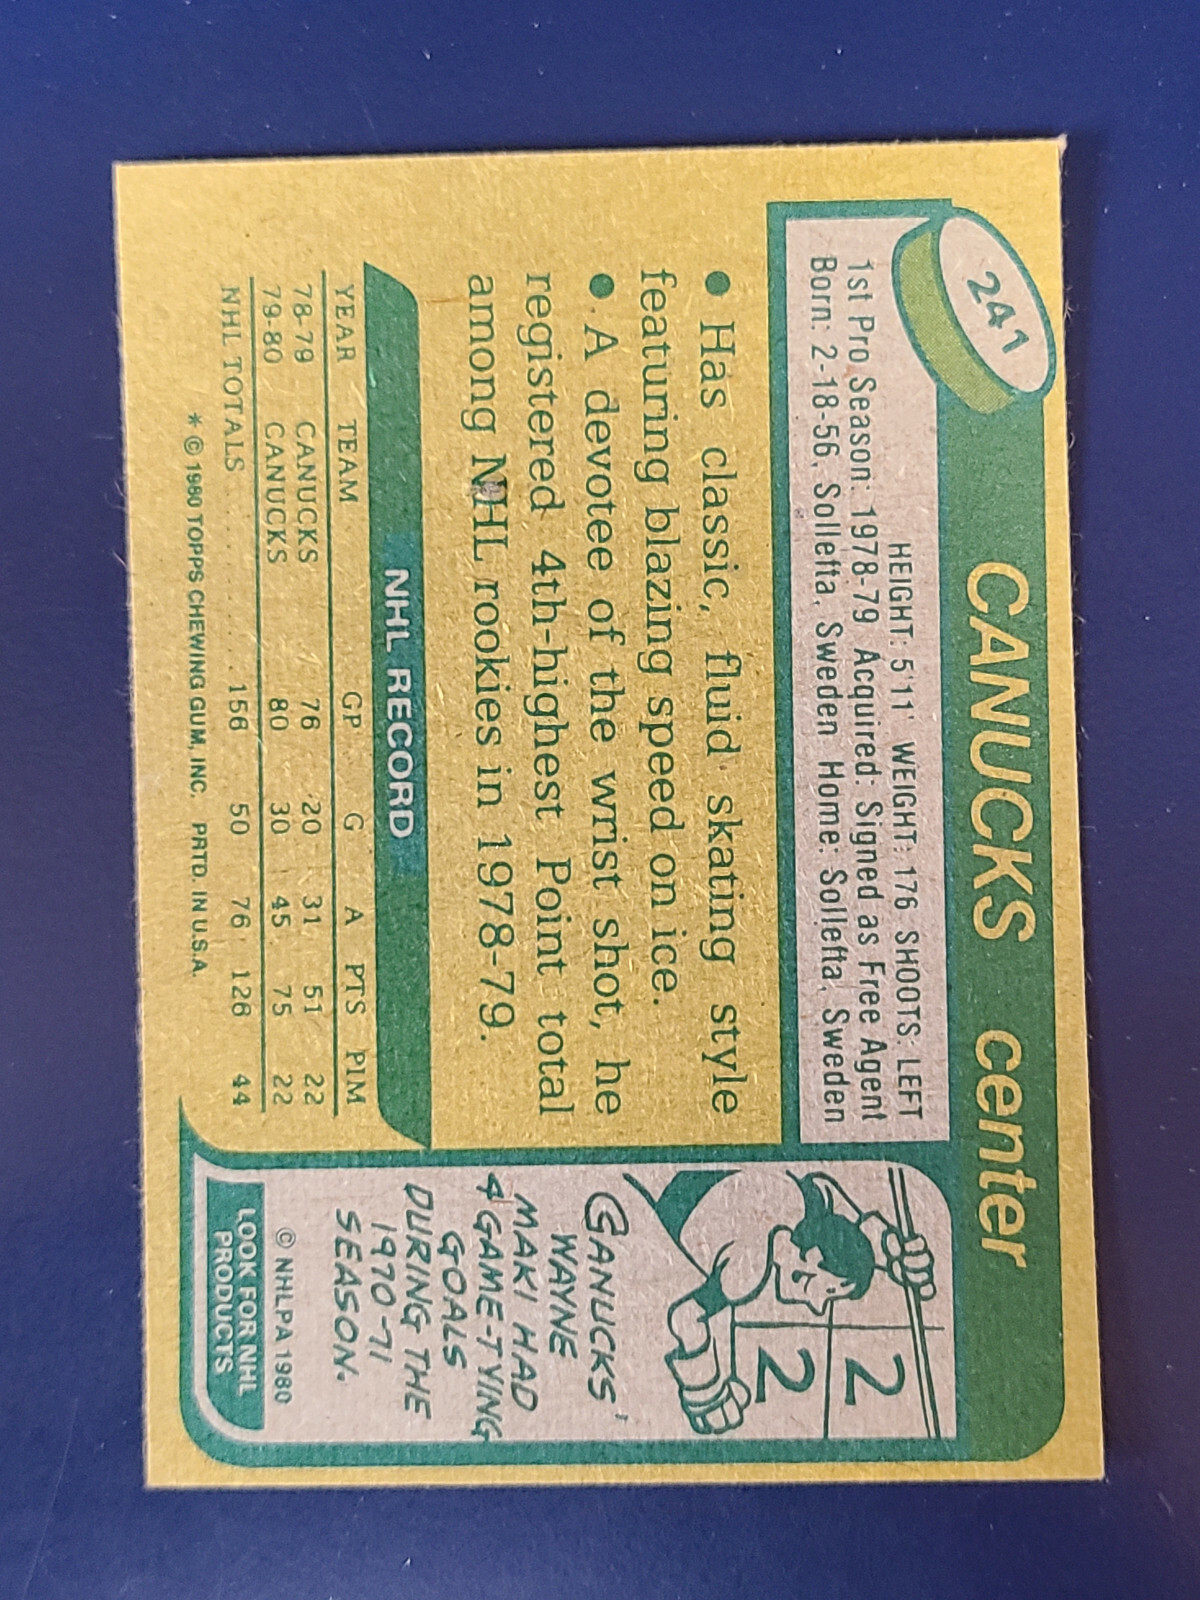 241
CANUCKS center
HEIGHT: 5'11' WEIGHT: 176 SHOOTS: LEFT
1st Pro Season: 1978-79 Acquired: Signed as Free Agent
Born: 2-18-56, Solleffa, Sweden Home: Solleffa, Sweden
• Has classic, fluid skating style
featuring blazing speed on ice.
• A devotee of the wrist shot, he
registered 4th-highest Point total
among NHL rookies in 1978-79.
NHL RECORD
YEAR TEAM GP G A PTS PIM
78-79 CANUCKS 76 20 31 51 22
79-80 CANUCKS 80 30 45 75 22
NHL TOTALS ........... 156 50 76 126 44
* © 1980 TOPPS CHEWING GUM, INC. PRTD. IN U.S.A.
2
2
CANUCKS'
WAYNE
MAKI HAD
4 GAME-TYING
GOALS
DURING THE
1970-71
SEASON.
© NHLPA 1980
LOOK FOR NHL
PRODUCTS